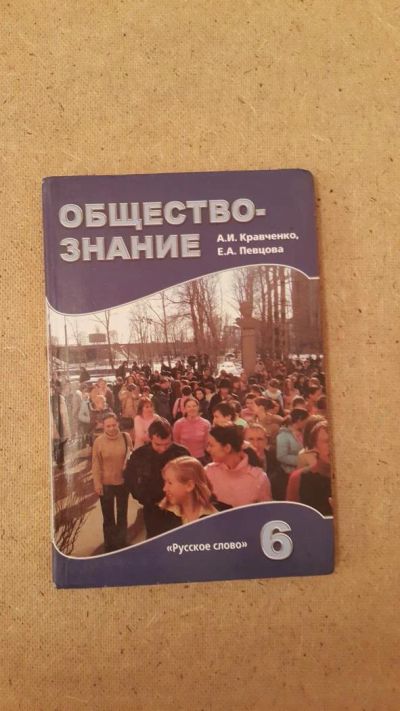 ОБЩЕСТВО-
ЗНАНИЕ
А.И. Кравченко,
Е.А. Певцова
«Русское слово»
6